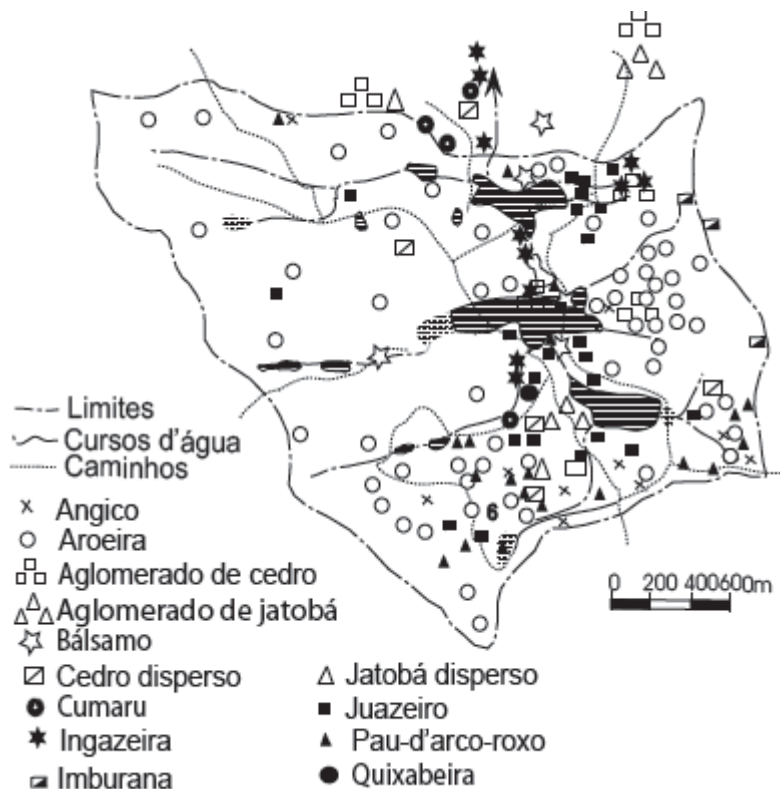 6
Limites
Cursos d'água
Caminhos
Angico
Aroeira
Aglomerado de cedro
Aglomerado de jatobá
Bálsamo
Cedro disperso
Cumaru
Ingazeira
Imburana
0 200 400600m
Jatobá disperso
Juazeiro
Pau-d'arco-roxo
Quixabeira